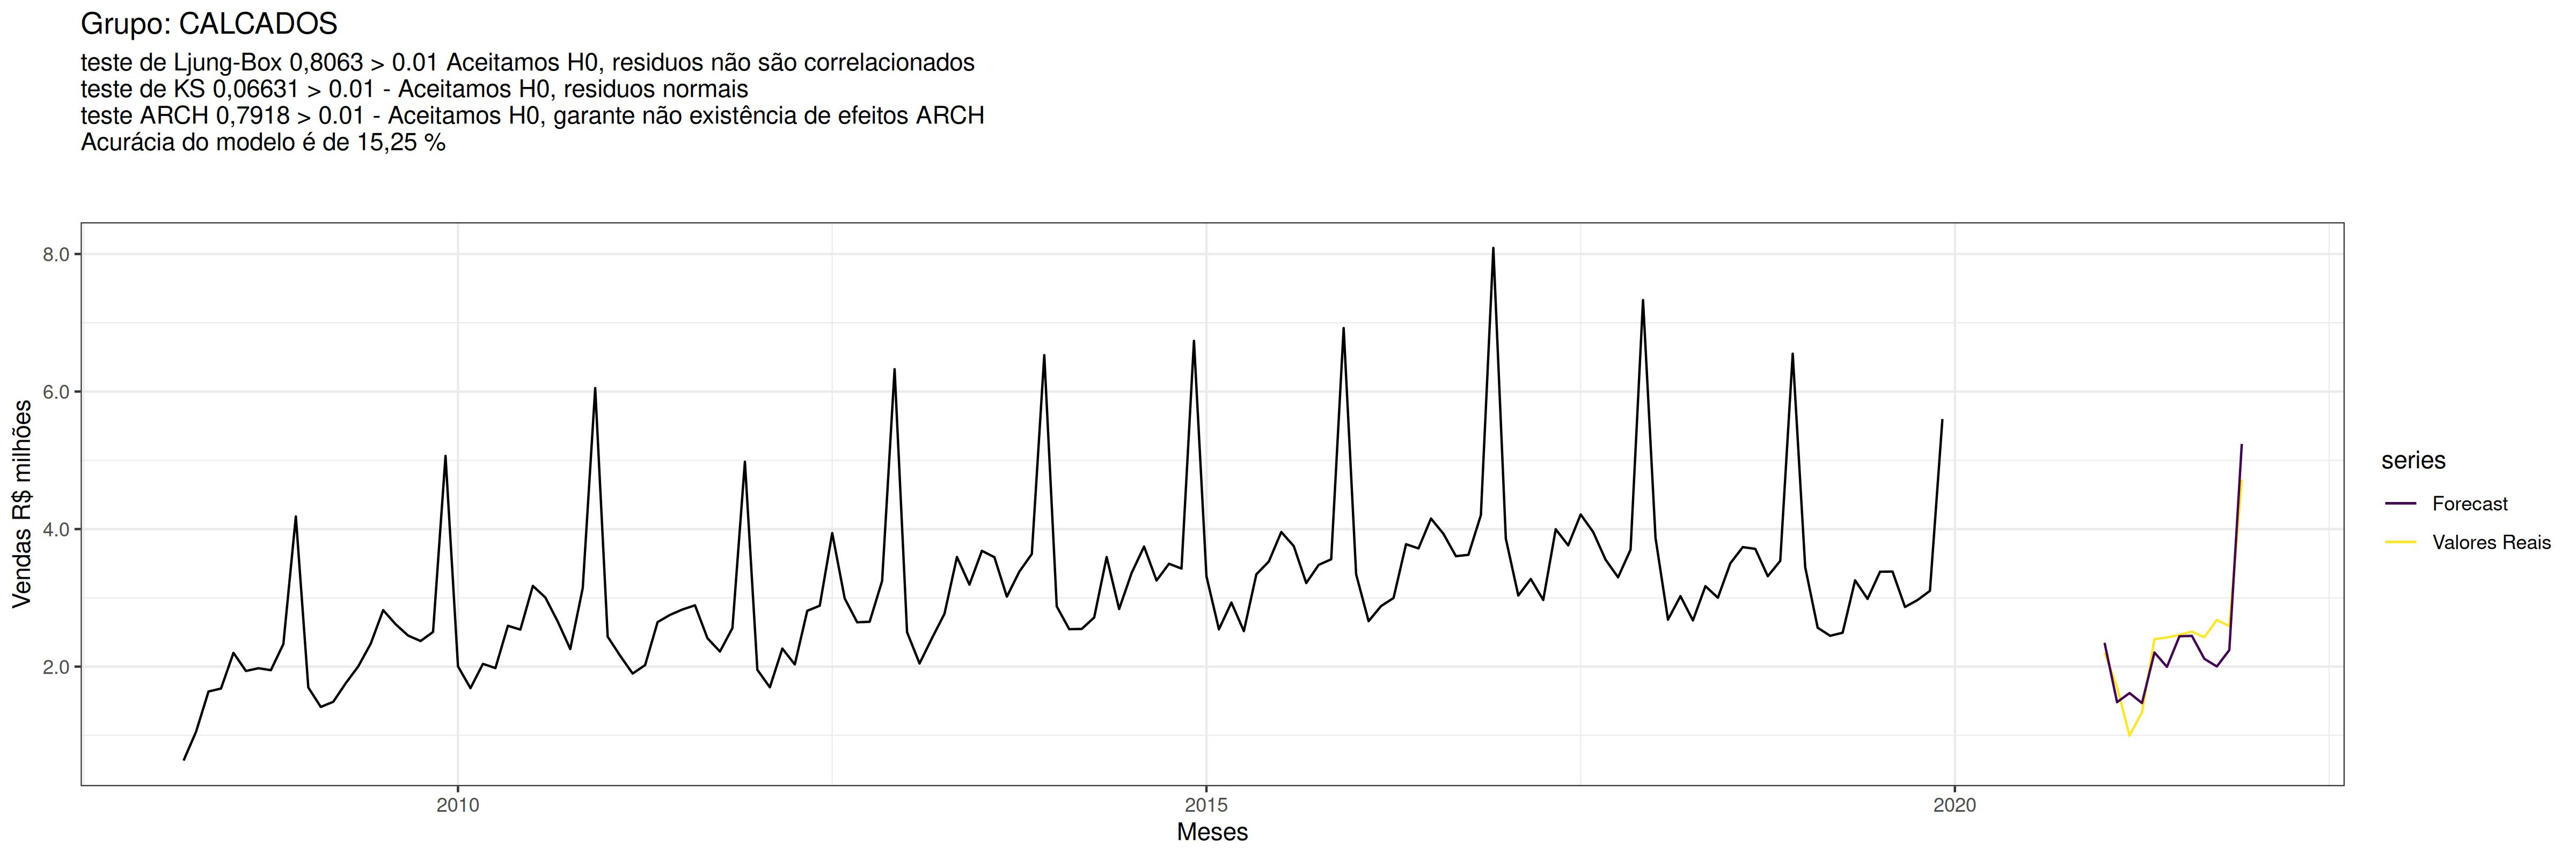 Grupo: CALCADOS
teste de Ljung-Box 0,8063 > 0.01 Aceitamos H0, residuos não são correlacionados
teste de KS 0,06631 > 0.01 - Aceitamos H0, residuos normais
teste ARCH 0,7918 > 0.01 - Aceitamos H0, garante não existência de efeitos ARCH
Acurácia do modelo é de 15,25 %
Vendas R$ milhões
8.0
6.0
4.0
2.0
2010
2015
2020
Meses
series
Forecast
Valores Reais